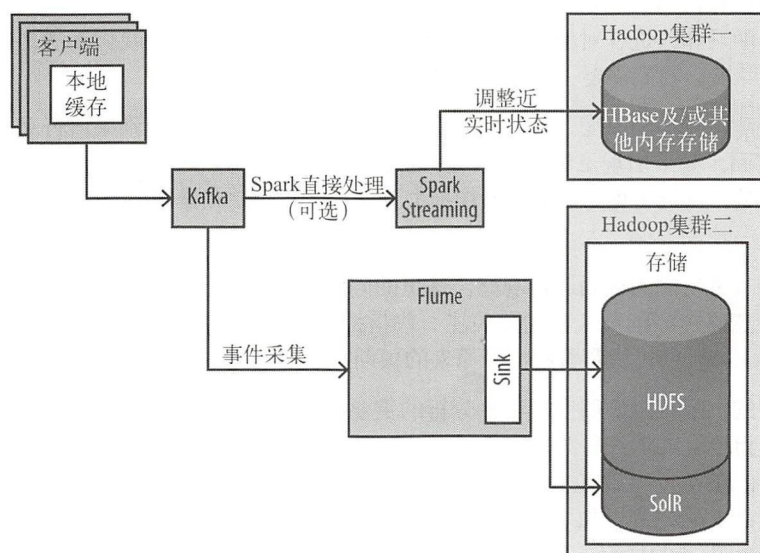 客户端
本地
缓存
Kafka
Spark直接处理
（可选）
Spark
Streaming
调整近
实时状态
Hadoop集群一
HBase及/或其
他内存存储
事件采集
Flume
Sink
Hadoop集群二
存储
HDFS
SolR